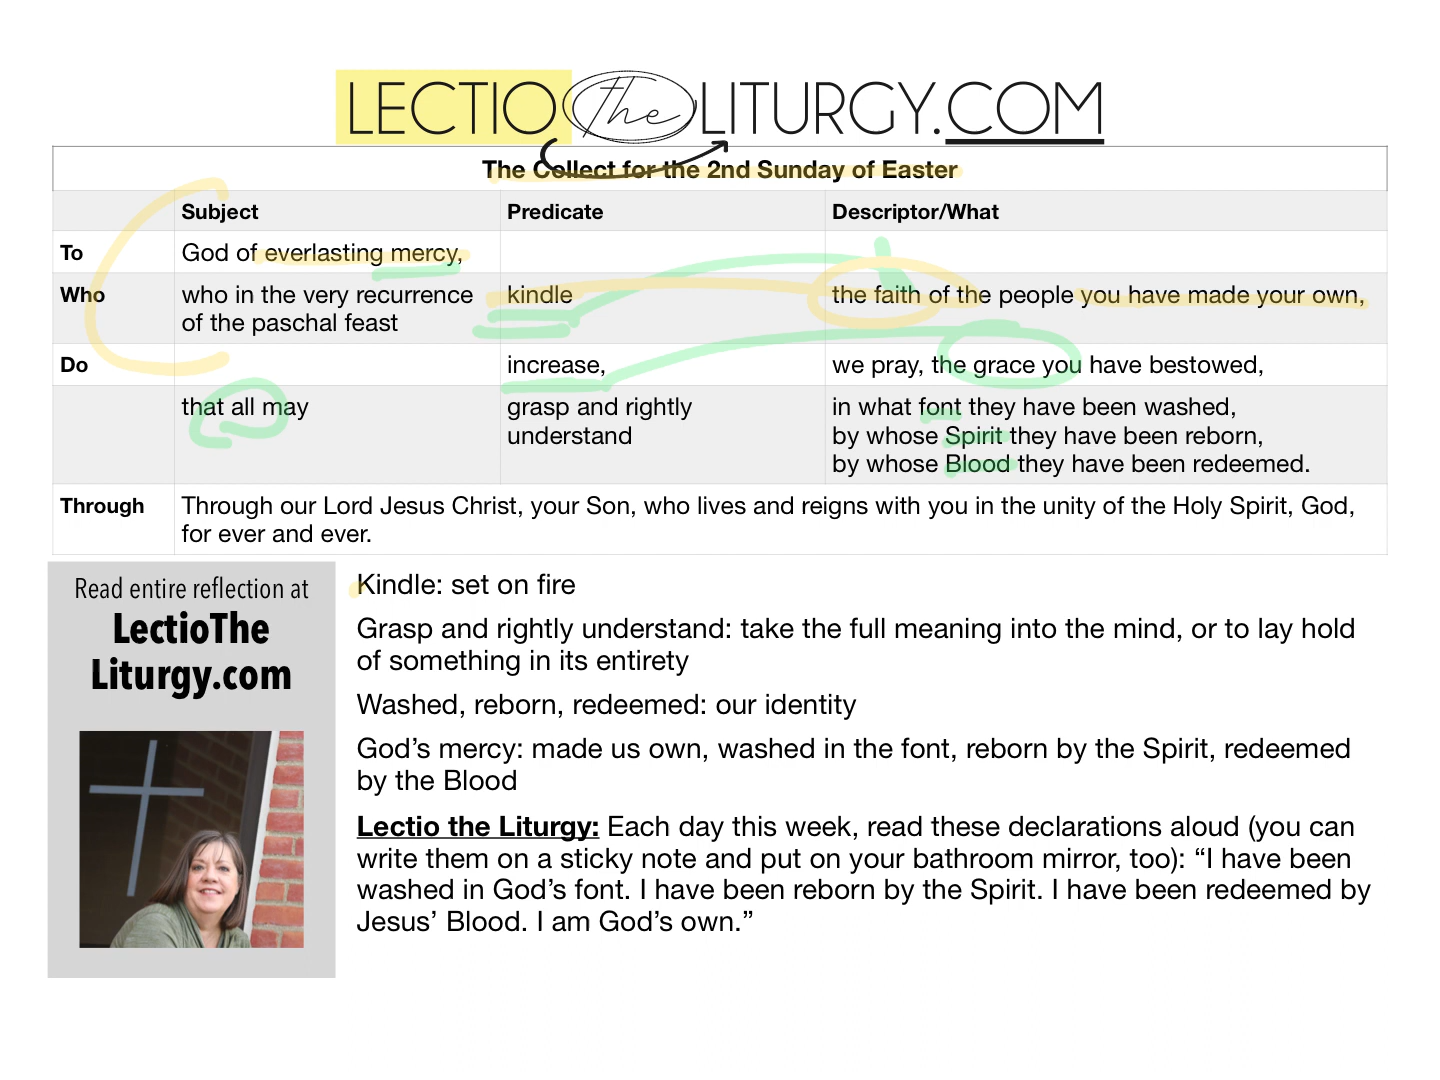 LECTIO the LITURGY.COM
The Collect for the 2nd Sunday of Easter
Subject Predicate Descriptor/What
To God of everlasting mercy,
Who who in the very recurrence kindle the faith of the people you have made your own,
of the paschal feast
Do increase, we pray, the grace you have bestowed,
that all may grasp and rightly in what font they have been washed,
understand by whose Spirit they have been reborn,
by whose Blood they have been redeemed.
Through Through our Lord Jesus Christ, your Son, who lives and reigns with you in the unity of the Holy Spirit, God,
for ever and ever.
Read entire reflection at
LectioThe
Liturgy.com
Kindle: set on fire
Grasp and rightly understand: take the full meaning into the mind, or to lay hold
of something in its entirety
Washed, reborn, redeemed: our identity
God’s mercy: made us own, washed in the font, reborn by the Spirit, redeemed
by the Blood
Lectio the Liturgy: Each day this week, read these declarations aloud (you can
write them on a sticky note and put on your bathroom mirror, too): “I have been
washed in God’s font. I have been reborn by the Spirit. I have been redeemed by
Jesus’ Blood. I am God’s own.”